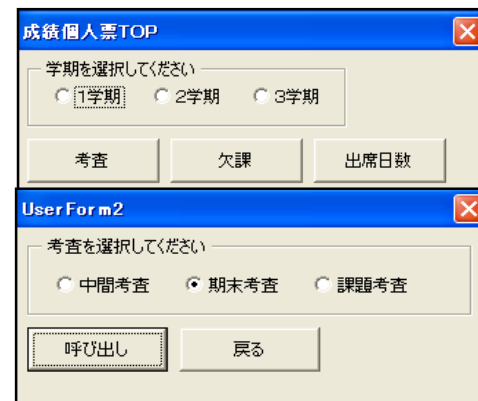 成績個人票TOP
学期を選択してください
1学期 2学期 3学期
考査 欠課 出席日数
UserForm2
考査を選択してください
中間考査 期末考査 課題考査
呼び出し 戻る